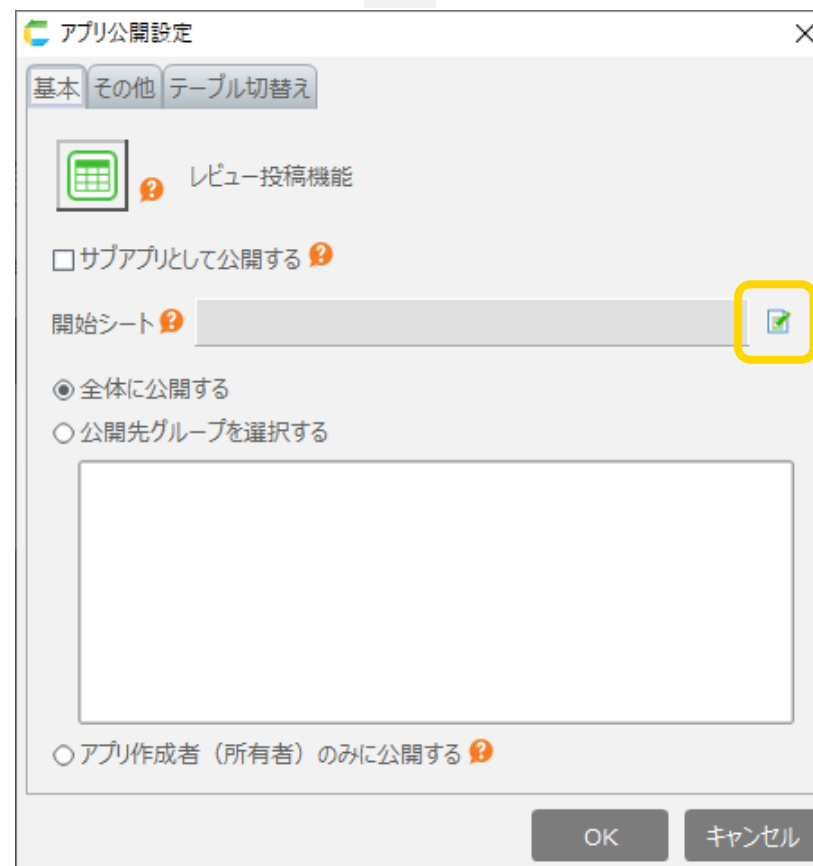 アプリ公開設定
基本 その他 テーブル切替え
レビュー投稿機能
サブアプリとして公開する
開始シート
全体に公開する
公開先グループを選択する
アプリ作成者（所有者）のみに公開する
OK キャンセル